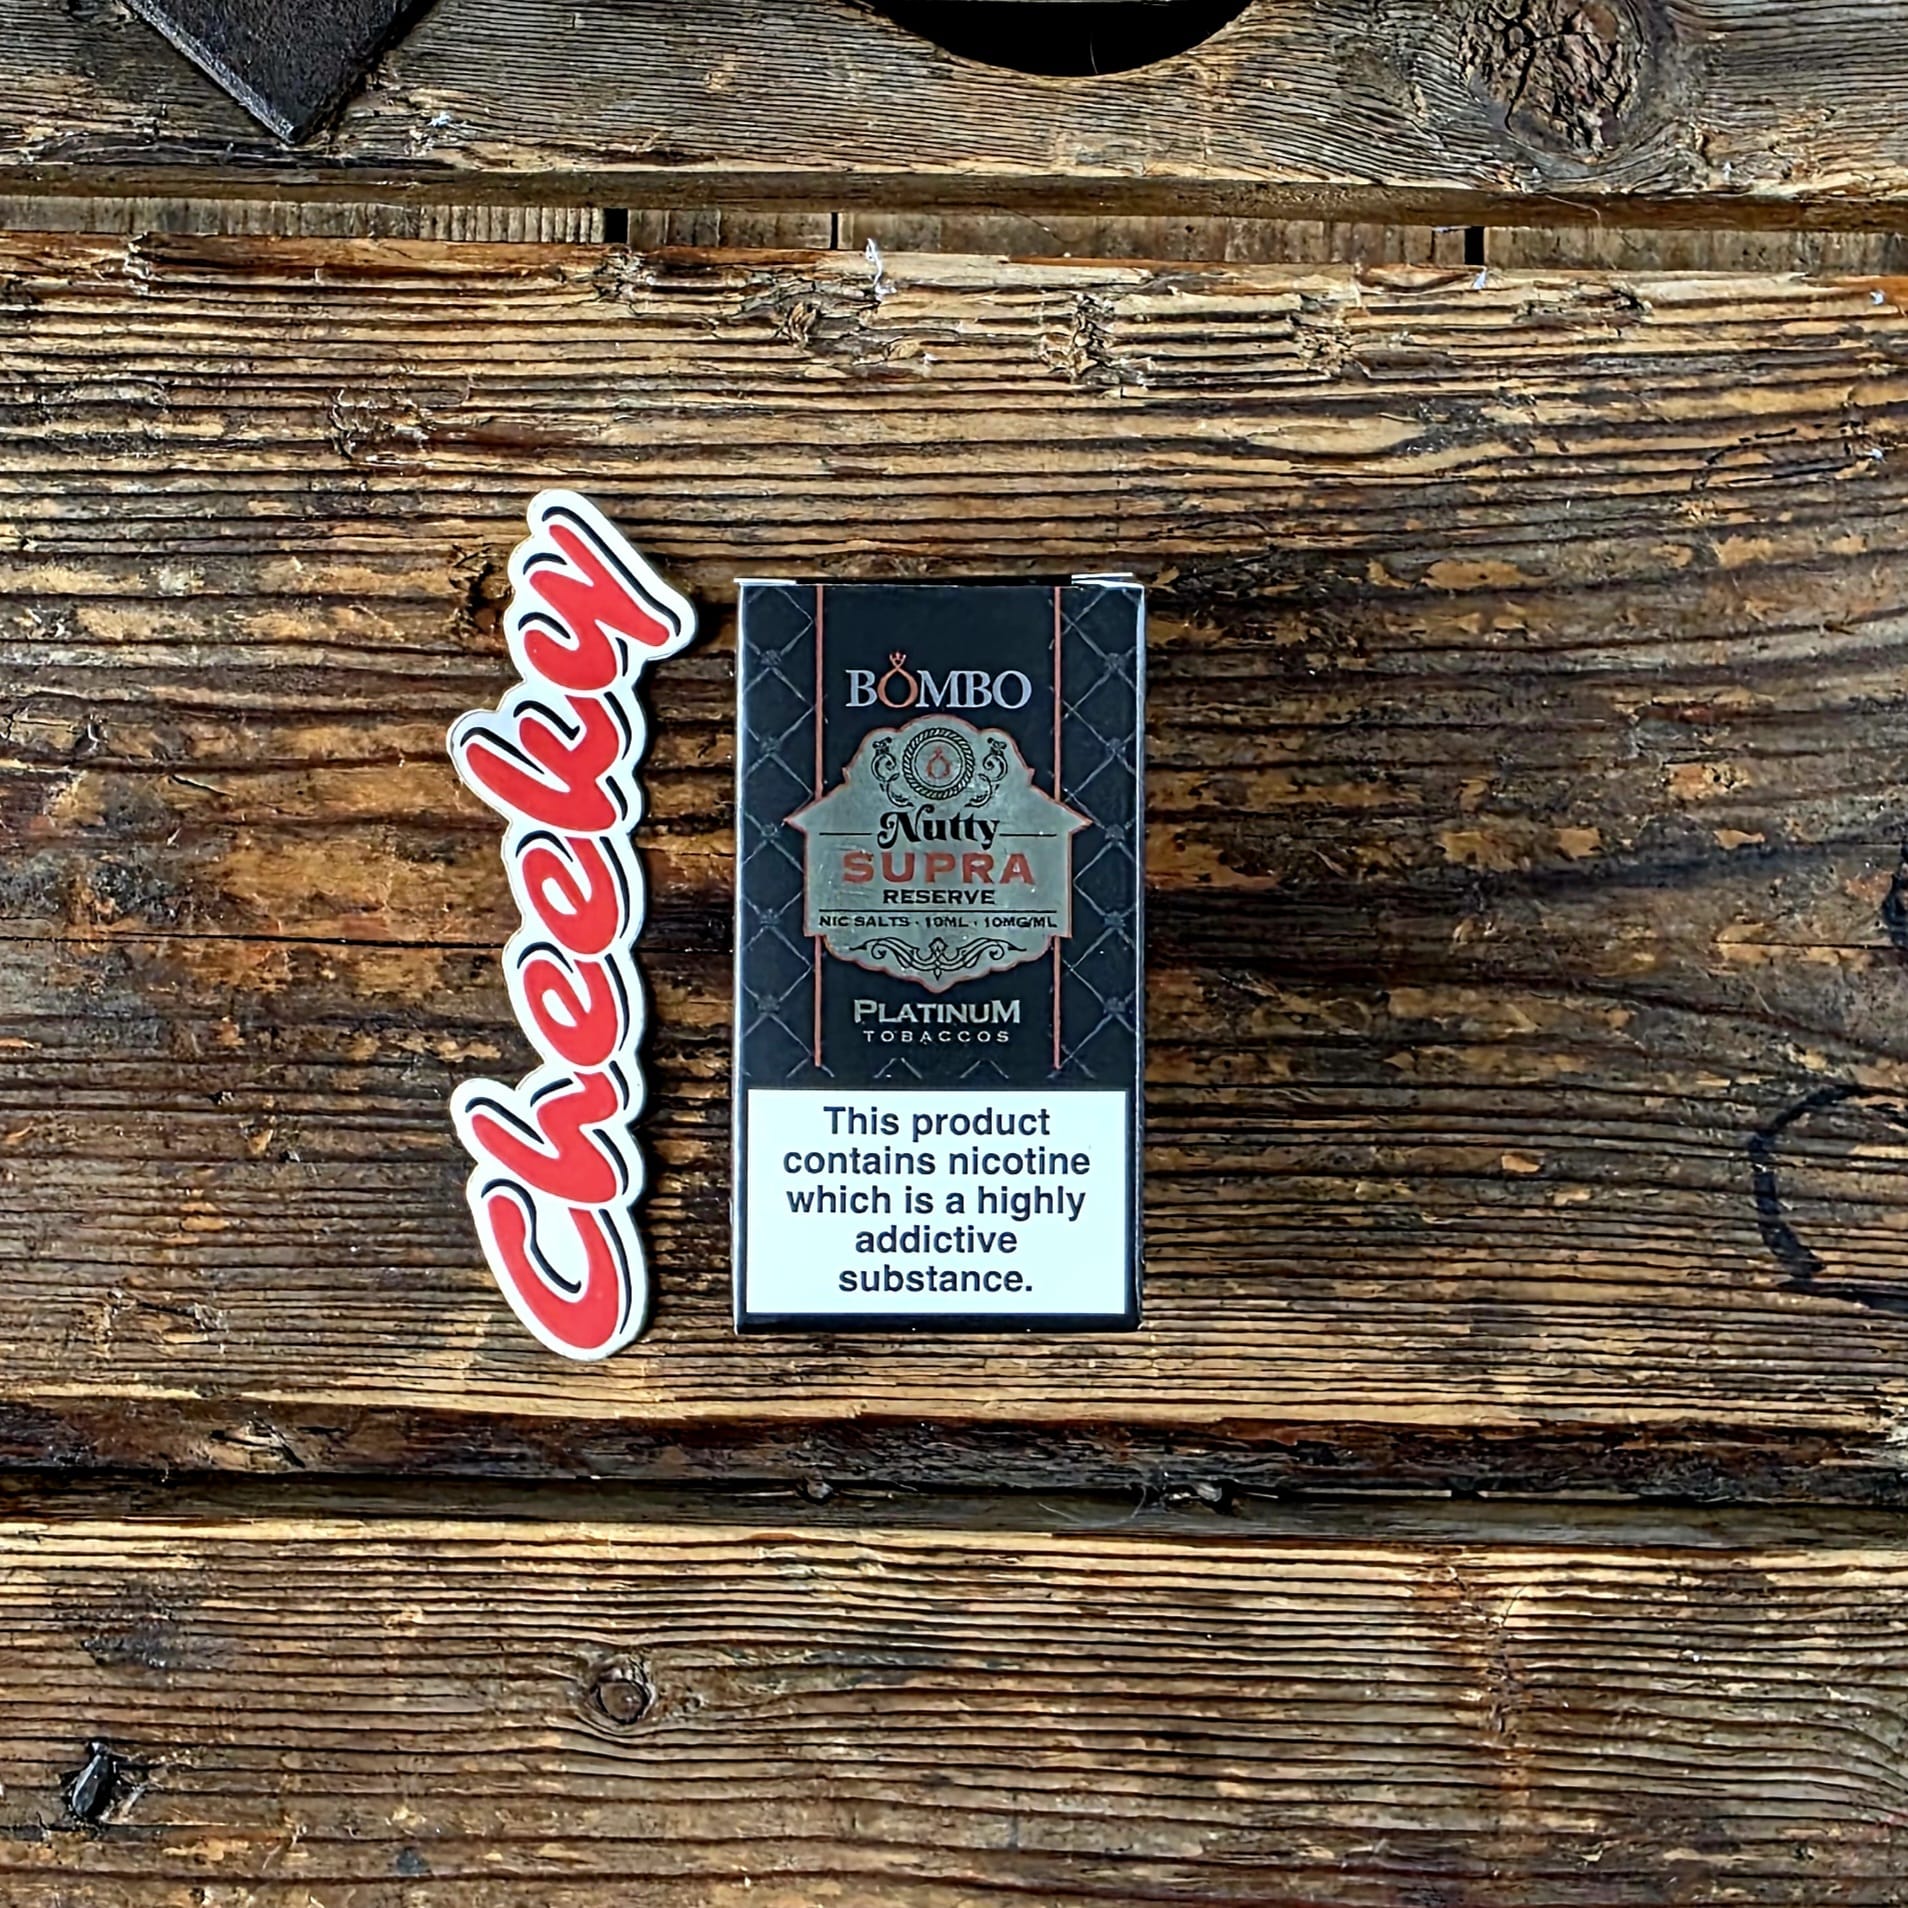 Cheeky
BOMBO
Nutty
SUPRA
RESERVE
NIC SALTS · 10ML · 10MG/ML
PLATINUM
TOBACCOS
This product
contains nicotine
which is a highly
addictive
substance.